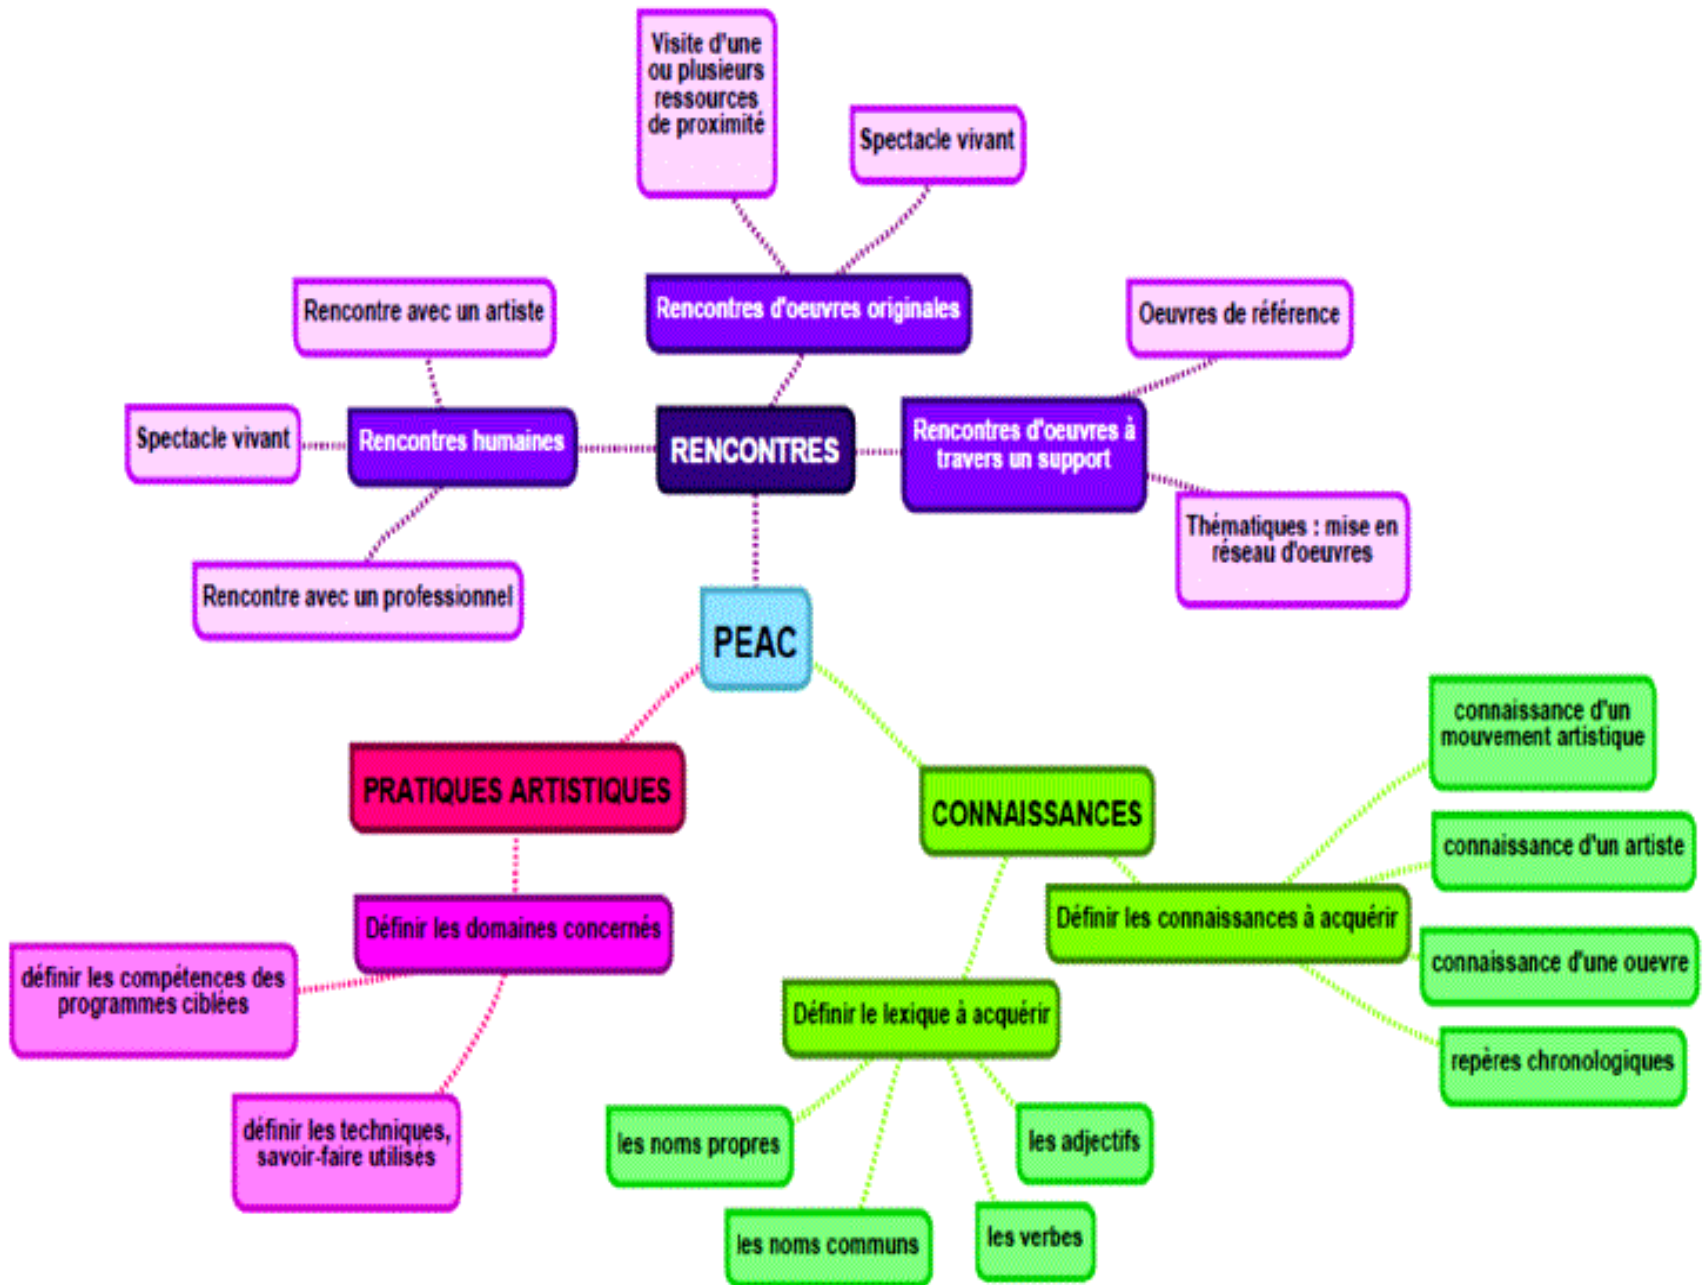 Visite d'une
ou plusieurs
ressources
de proximité
Spectacle vivant
Rencontre avec un artiste
Rencontres d'oeuvres originales
Oeuvres de référence
Spectacle vivant
Rencontres humaines
RENCONTRES
Rencontres d'oeuvres à
travers un support
Thématiques : mise en
réseau d'oeuvres
Rencontre avec un professionnel
PEAC
PRATIQUES ARTISTIQUES
CONNAISSANCES
connaissance d'un
mouvement artistique
connaissance d'un artiste
Définir les domaines concernés
Définir les connaissances à acquérir
connaissance d'une ouevre
définir les compétences des
programmes ciblées
Définir le lexique à acquérir
repères chronologiques
définir les techniques,
savoir-faire utilisés
les noms propres
les adjectifs
les noms communs
les verbes